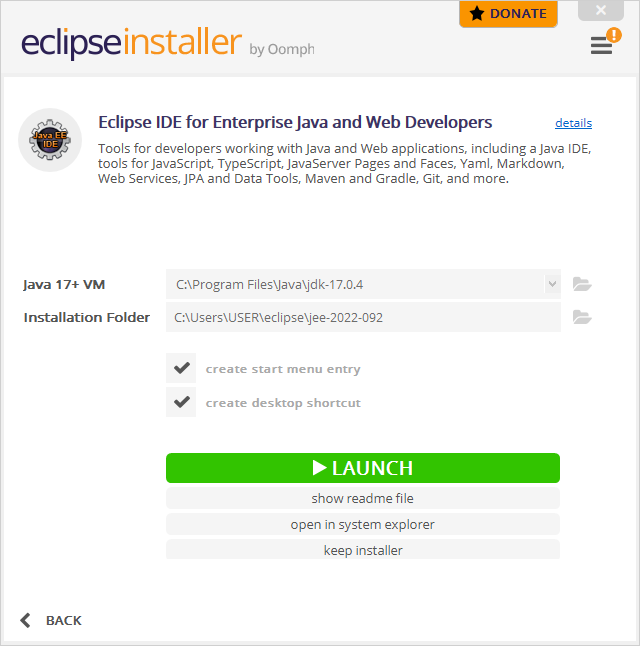 DONATE
eclipseinstaller by Oomph
!
Java EE
IDE
Eclipse IDE for Enterprise Java and Web Developers
details
Tools for developers working with Java and Web applications, including a Java IDE,
tools for JavaScript, TypeScript, JavaServer Pages and Faces, Yaml, Markdown,
Web Services, JPA and Data Tools, Maven and Gradle, Git, and more.
Java 17+ VM
C:\Program Files\Java\jdk-17.0.4
Installation Folder
C:\Users\USER\eclipse\jee-2022-092
create start menu entry
create desktop shortcut
LAUNCH
show readme file
open in system explorer
keep installer
BACK